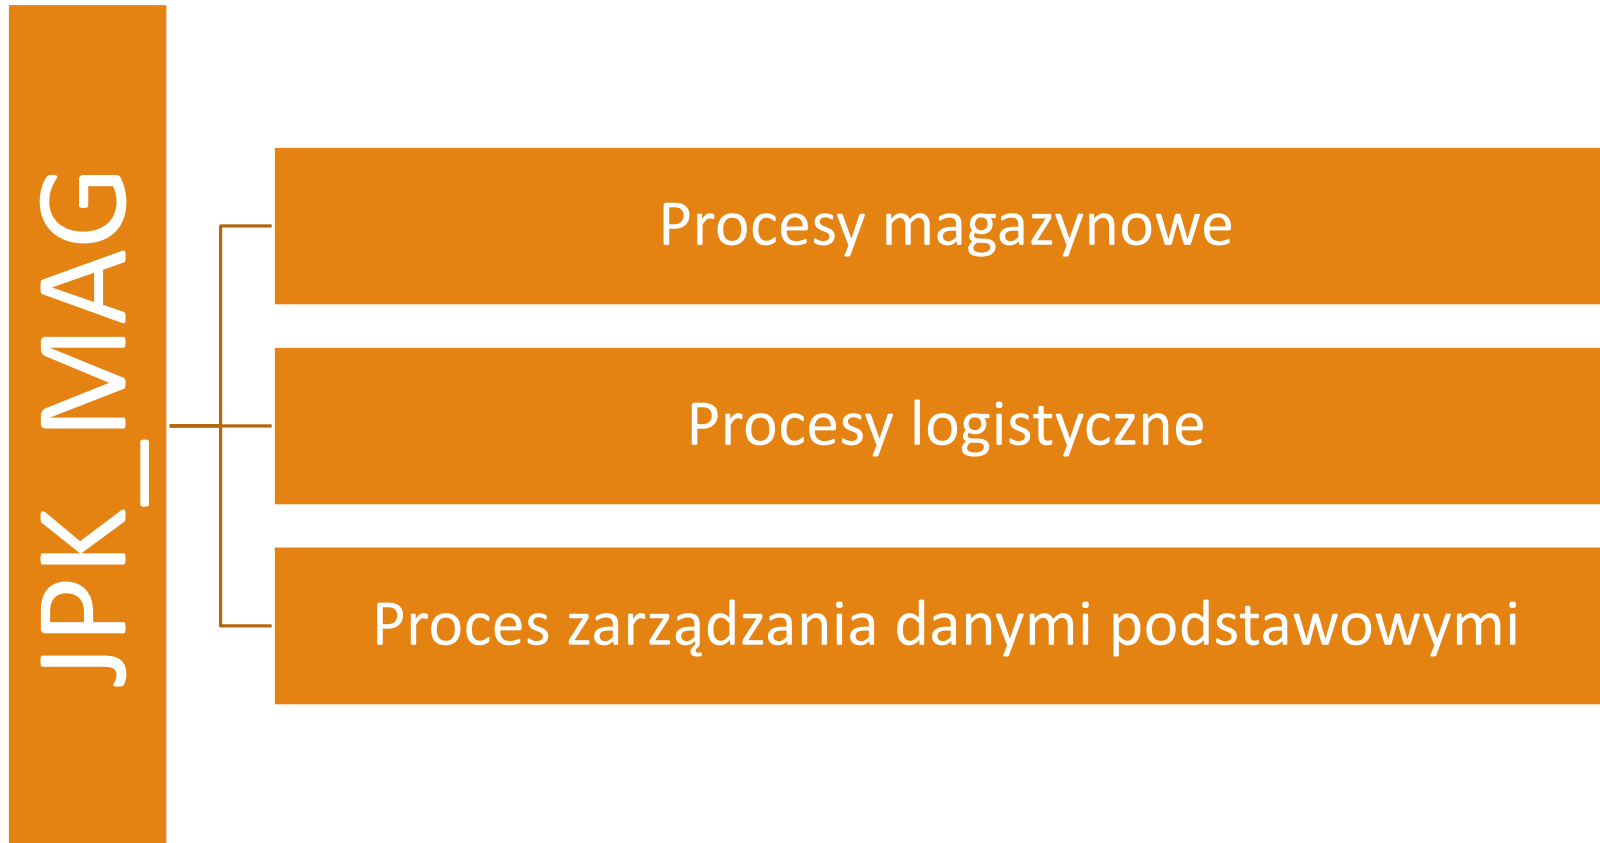 JPK_MAG
Procesy magazynowe
Procesy logistyczne
Proces zarządzania danymi podstawowymi